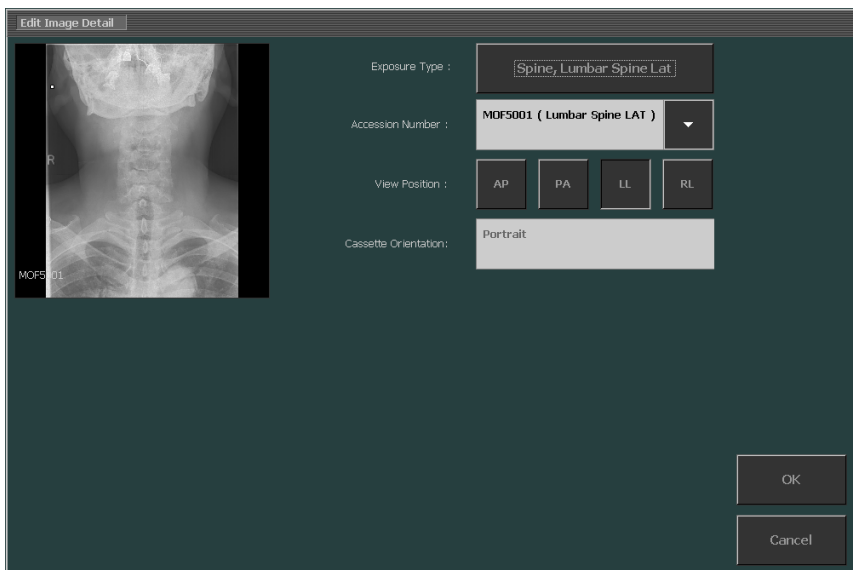 Edit Image Detail
Exposure Type :
Spine, Lumbar Spine Lat
Accession Number :
MOF5001 ( Lumbar Spine LAT )
View Position :
AP PA LL RL
Cassette Orientation:
Portrait
R
MOF5001
OK
Cancel